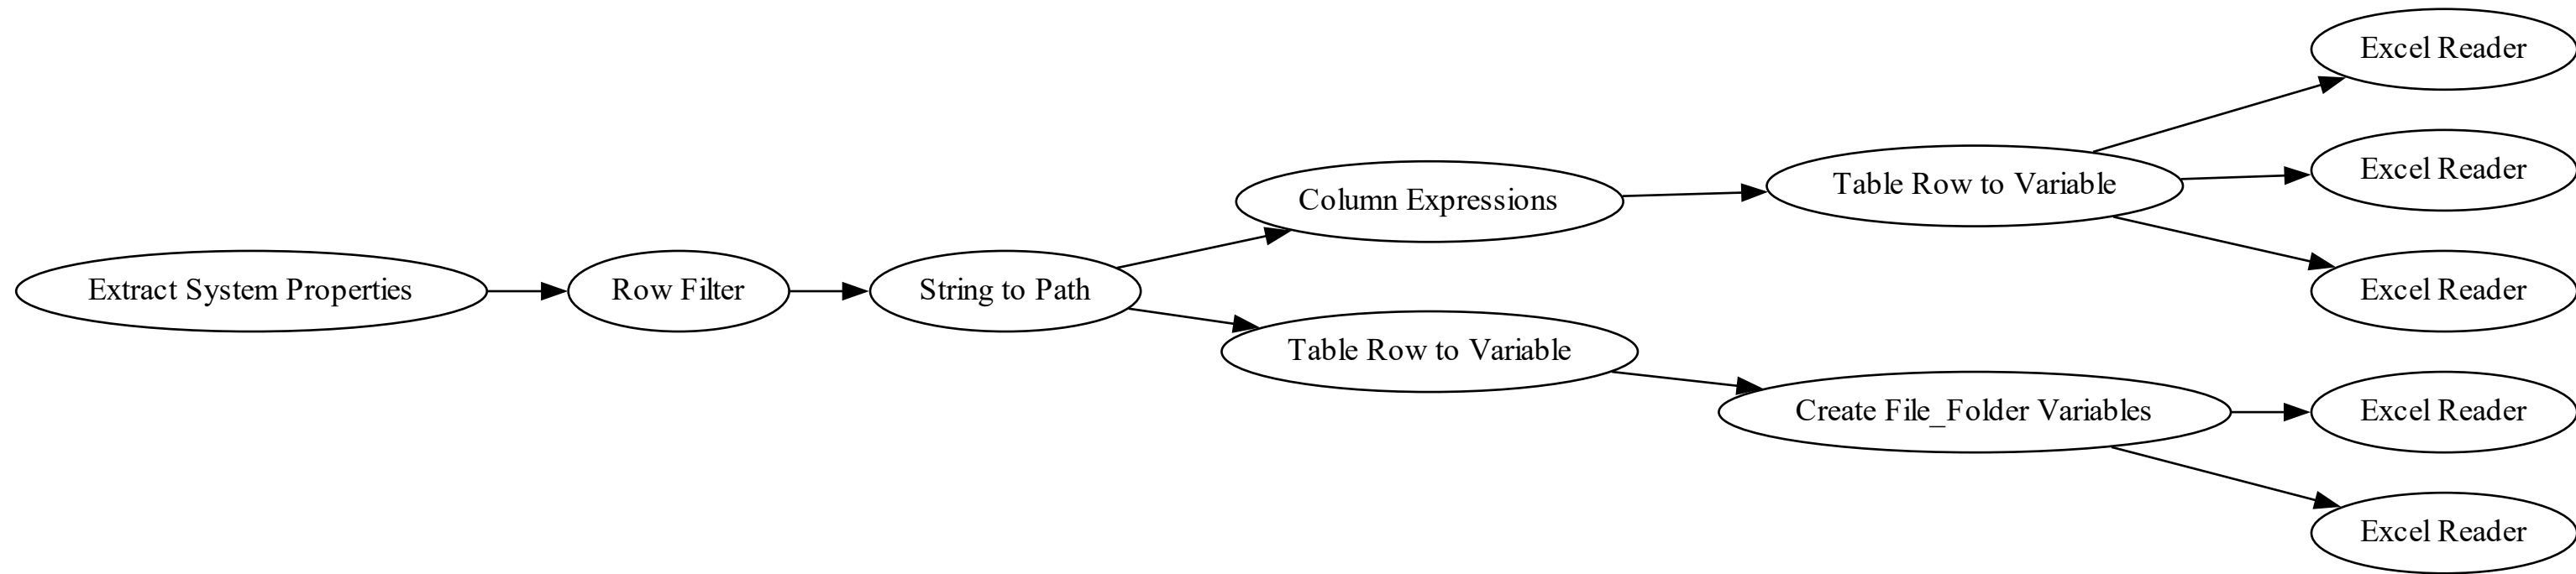 Extract System Properties
Row Filter
String to Path
Column Expressions
Table Row to Variable
Table Row to Variable
Create File_Folder Variables
Excel Reader
Excel Reader
Excel Reader
Excel Reader
Excel Reader